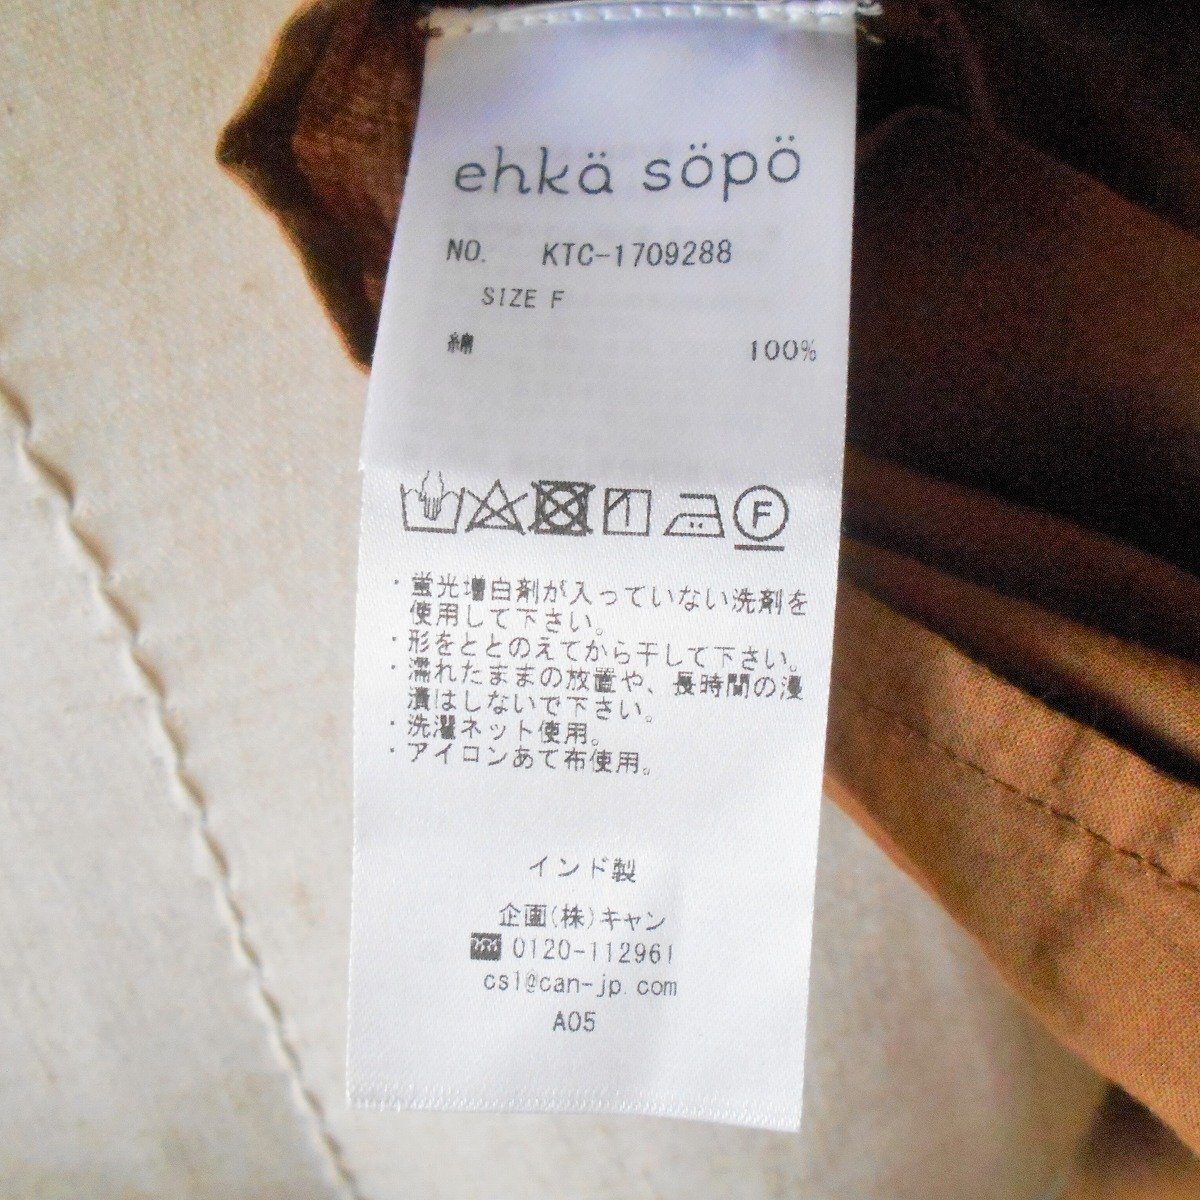 ehkä söpö
NO. KTC-1709288
SIZE F
綿 100%
F
・蛍光増白剤が入っていない洗剤を
使用して下さい。
・形をととのえてから干して下さい。
・濡れたままの放置や、長時間の浸
漬はしないで下さい。
・洗濯ネット使用。
・アイロンあて布使用。
インド製
企画(株)キャン
0120-112961
cs1@can-jp.com
A05